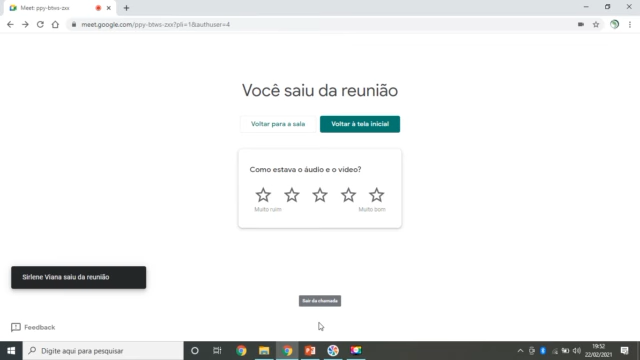 Meet: ppy-btws-zxx
meet.google.com/ppy-btws-zxx?pli=1&authuser=4
Você saiu da reunião
Voltar para a sala
Voltar à tela inicial
Como estava o áudio e o vídeo?
Muito ruim
Muito bom
Sirlene Viana saiu da reunião
Sair da chamada
Feedback
Digite aqui para pesquisar
19:52
22/02/2021